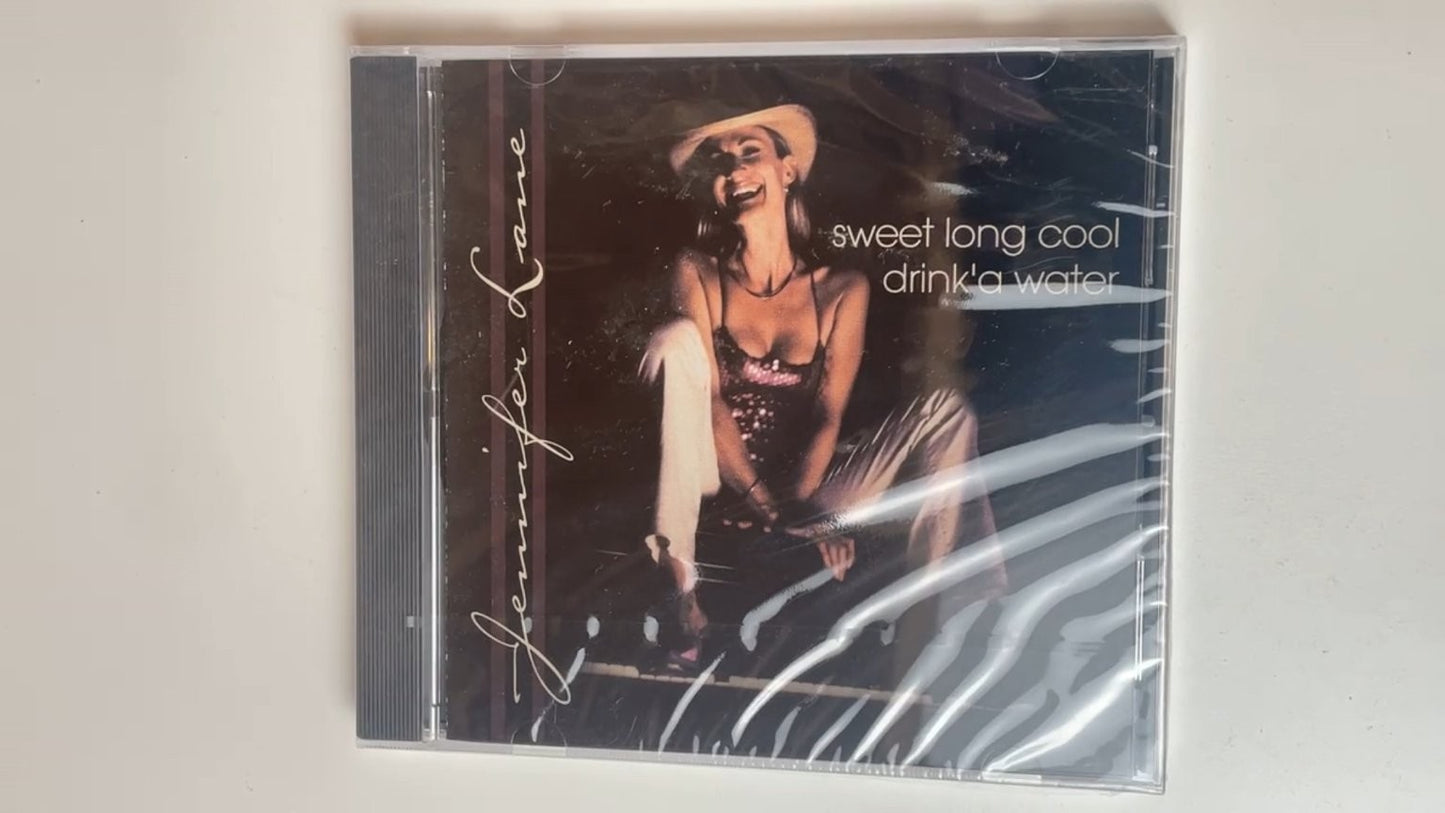 Jennifer Lane
sweet long cool
drink'a water